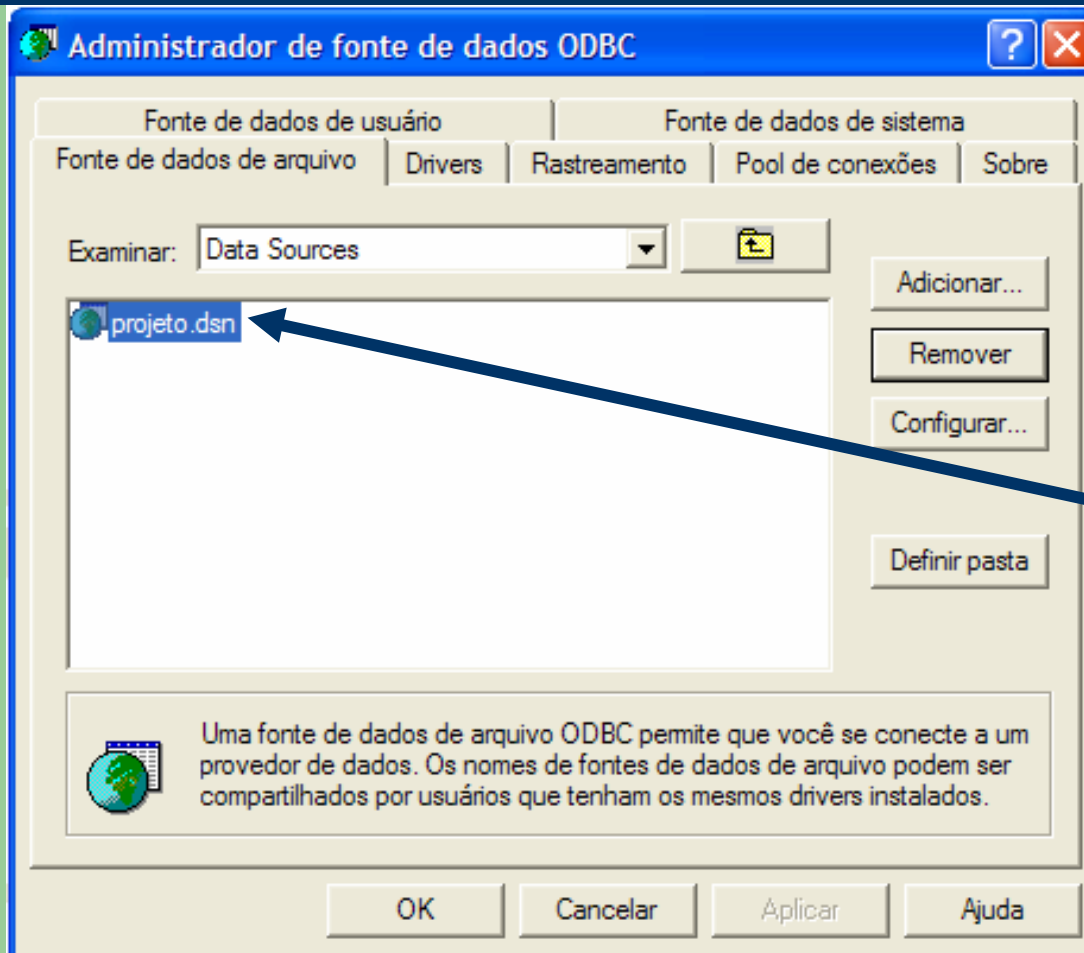 Administrador de fonte de dados ODBC
Fonte de dados de usuário
Fonte de dados de sistema
Fonte de dados de arquivo
Drivers
Rastreamento
Pool de conexões
Sobre
Examinar:
Data Sources
projeto.dsn
Adicionar...
Remover
Configurar...
Definir pasta
Uma fonte de dados de arquivo ODBC permite que você se conecte a um
provedor de dados. Os nomes de fontes de dados de arquivo podem ser
compartilhados por usuários que tenham os mesmos drivers instalados.
OK
Cancelar
Aplicar
Ajuda